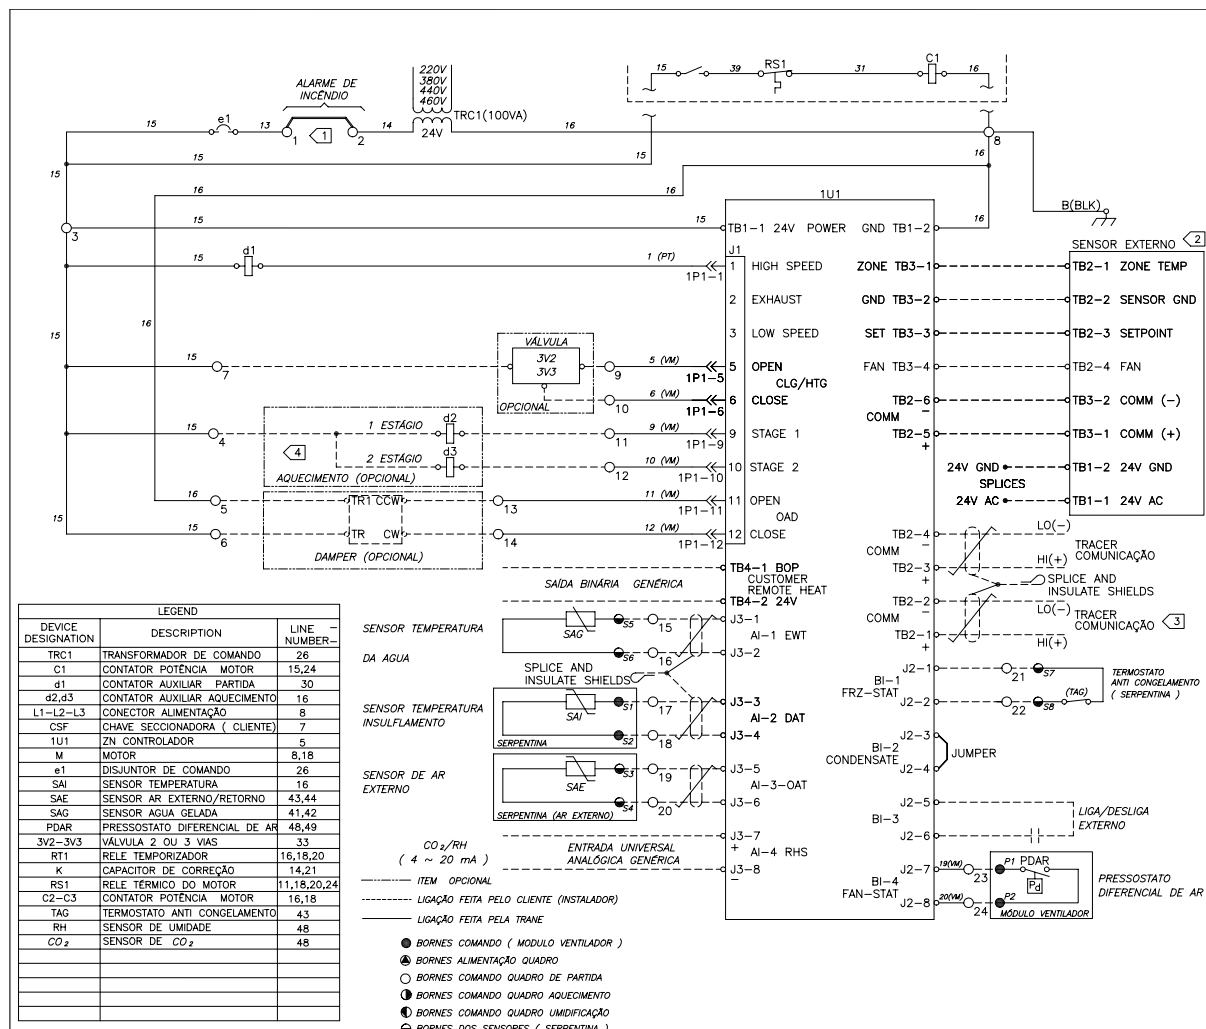 220V
380V
440V
460V
TRC1(100VA)
24V
ALARME DE
INCÊNDIO
15
e1
13
1
1
2
14
16
15 39 RS1 31 C1 16
8
15
15
15
16
16
16
16
B(BLK)
3
15
15
1U1
TB1-1 24V POWER GND TB1-2
16
SENSOR EXTERNO 2
J1
15
d1
1 (PT)
1P1-1
1 HIGH SPEED
ZONE TB3-1
TB2-1 ZONE TEMP
2 EXHAUST
GND TB3-2
TB2-2 SENSOR GND
16
15
3 LOW SPEED
SET TB3-3
TB2-3 SETPOINT
15
7
VÁLVULA
3V2
3V3
OPCIONAL
9
5 (VM)
1P1-5
5 OPEN
CLG/HTG
FAN TB3-4
TB2-4 FAN
10
6 (VM)
1P1-6
6 CLOSE
TB2-6
COMM –
TB3-2 COMM (-)
15
4
1 ESTÁGIO
d2
11
9 (VM)
1P1-9
9 STAGE 1
TB2-5
+
TB3-1 COMM (+)
4
2 ESTÁGIO
d3
AQUECIMENTO (OPCIONAL)
12
10 (VM)
1P1-10
10 STAGE 2
24V GND
SPLICES
TB1-2 24V GND
16
5
TR1 CCW
13
11 (VM)
1P1-11
11 OPEN
OAD
24V AC
TB1-1 24V AC
15
15
6
TR CW
14
12 (VM)
1P1-12
12 CLOSE
DAMPER (OPCIONAL)
TB2-4
COMM –
TB2-3
+
LO(-)
HI(+)
TRACER
COMUNICAÇÃO
TB4-1 BOP
SAÍDA BINÁRIA GENÉRICA
CUSTOMER
REMOTE HEAT
TB4-2 24V
SPLICE AND
INSULATE SHIELDS
TB2-2
COMM –
TB2-1
+
LO(-)
HI(+)
TRACER
COMUNICAÇÃO 3
SENSOR TEMPERATURA
DA AGUA
SAG
S5
15
S6
16
J3-1
AI-1 EWT
J3-2
SPLICE AND
INSULATE SHIELDS
J2-1
BI-1
FRZ-STAT
J2-2
21
S7
22
S8
(TAG)
TERMOSTATO
ANTI CONGELAMENTO
( SERPENTINA )
SENSOR TEMPERATURA
INSULFLAMENTO
SAI
S1
17
S2
18
SERPENTINA
J3-3
AI-2 DAT
J3-4
J2-3
BI-2
CONDENSATE
J2-4
JUMPER
SENSOR DE AR
EXTERNO
SAE
S3
19
S4
20
SERPENTINA (AR EXTERNO)
J3-5
AI-3-OAT
J3-6
J2-5
BI-3
J2-6
LIGA/DESLIGA
EXTERNO
CO₂/RH
( 4 ~ 20 mA )
ENTRADA UNIVERSAL
ANALÓGICA GENÉRICA
J3-7
+
AI-4 RHS
J3-8
–
J2-7
BI-4
FAN-STAT
J2-8
19(VM)
23
P1 PDAR
Pd
20(VM)
24
P2
MÓDULO VENTILADOR
PRESSOSTATO
DIFERENCIAL DE AR
LEGEND
DEVICE DESIGNATION DESCRIPTION LINE – NUMBER–
TRC1 TRANSFORMADOR DE COMANDO 26
C1 CONTATOR POTÊNCIA MOTOR 15,24
d1 CONTATOR AUXILIAR PARTIDA 30
d2,d3 CONTATOR AUXILIAR AQUECIMENTO 16
L1-L2-L3 CONECTOR ALIMENTAÇÃO 8
CSF CHAVE SECCIONADORA ( CLIENTE) 7
1U1 ZN CONTROLADOR 5
M MOTOR 8,18
e1 DISJUNTOR DE COMANDO 26
SAI SENSOR TEMPERATURA 16
SAE SENSOR AR EXTERNO/RETORNO 43,44
SAG SENSOR AGUA GELADA 41,42
PDAR PRESSOSTATO DIFERENCIAL DE AR 48,49
3V2-3V3 VÁLVULA 2 OU 3 VIAS 33
RT1 RELE TEMPORIZADOR 16,18,20
K CAPACITOR DE CORREÇÃO 14,21
RS1 RELE TÉRMICO DO MOTOR 11,18,20,24
C2-C3 CONTATOR POTÊNCIA MOTOR 16,18
TAG TERMOSTATO ANTI CONGELAMENTO 43
RH SENSOR DE UMIDADE 48
CO₂ SENSOR DE CO₂ 48
ITEM OPCIONAL
LIGAÇÃO FEITA PELO CLIENTE (INSTALADOR)
LIGAÇÃO FEITA PELA TRANE
BORNES COMANDO ( MODULO VENTILADOR )
BORNES ALIMENTAÇÃO QUADRO
BORNES COMANDO QUADRO DE PARTIDA
BORNES COMANDO QUADRO AQUECIMENTO
BORNES COMANDO QUADRO UMIDIFICAÇÃO
BORNES DOS SENSORES ( SERPENTINA )